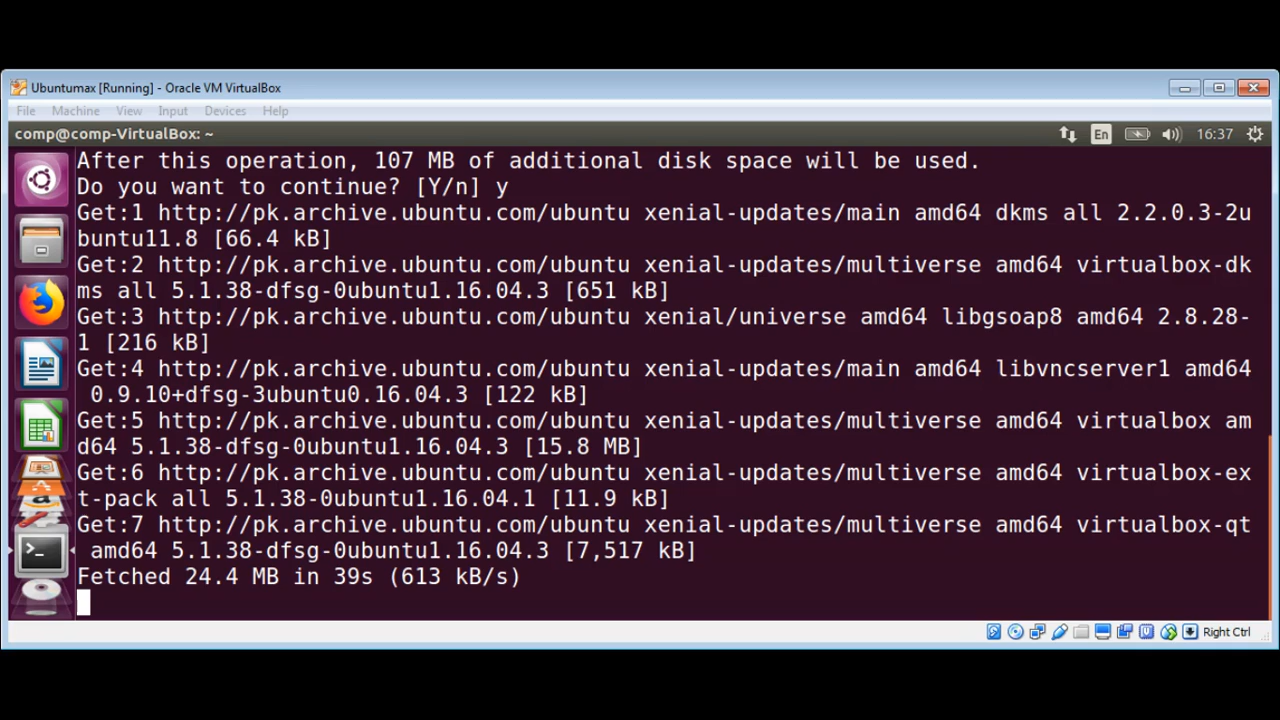 Ubuntumax [Running] - Oracle VM VirtualBox
File Machine View Input Devices Help
comp@comp-VirtualBox: ~ En 16:37
After this operation, 107 MB of additional disk space will be used.
Do you want to continue? [Y/n] y
Get:1 http://pk.archive.ubuntu.com/ubuntu xenial-updates/main amd64 dkms all 2.2.0.3-2u
buntu11.8 [66.4 kB]
Get:2 http://pk.archive.ubuntu.com/ubuntu xenial-updates/multiverse amd64 virtualbox-dk
ms all 5.1.38-dfsg-0ubuntu1.16.04.3 [651 kB]
Get:3 http://pk.archive.ubuntu.com/ubuntu xenial/universe amd64 libgsoap8 amd64 2.8.28-
1 [216 kB]
Get:4 http://pk.archive.ubuntu.com/ubuntu xenial-updates/main amd64 libvncserver1 amd64
0.9.10+dfsg-3ubuntu0.16.04.3 [122 kB]
Get:5 http://pk.archive.ubuntu.com/ubuntu xenial-updates/multiverse amd64 virtualbox am
d64 5.1.38-dfsg-0ubuntu1.16.04.3 [15.8 MB]
Get:6 http://pk.archive.ubuntu.com/ubuntu xenial-updates/multiverse amd64 virtualbox-ex
t-pack all 5.1.38-0ubuntu1.16.04.1 [11.9 kB]
Get:7 http://pk.archive.ubuntu.com/ubuntu xenial-updates/multiverse amd64 virtualbox-qt
amd64 5.1.38-dfsg-0ubuntu1.16.04.3 [7,517 kB]
Fetched 24.4 MB in 39s (613 kB/s)
Right Ctrl